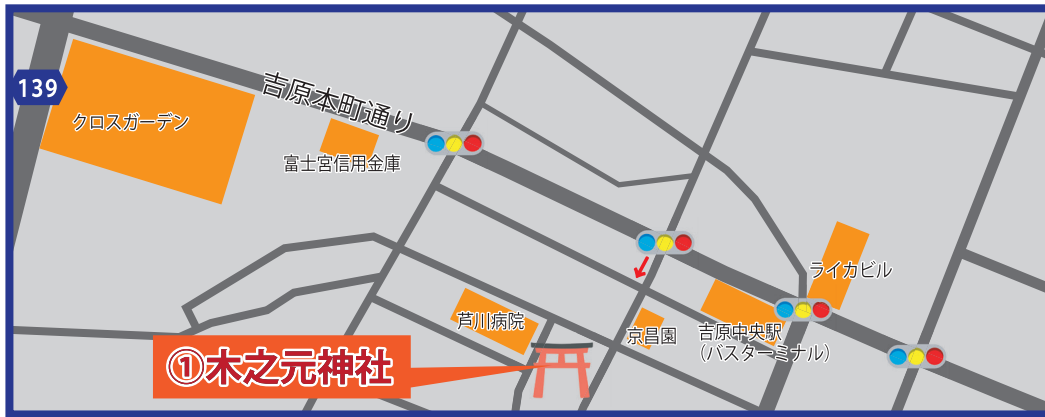 139
クロスガーデン
吉原本町通り
富士宮信用金庫
ライカビル
芦川病院
京昌園
吉原中央駅
（バスターミナル）
①木之元神社